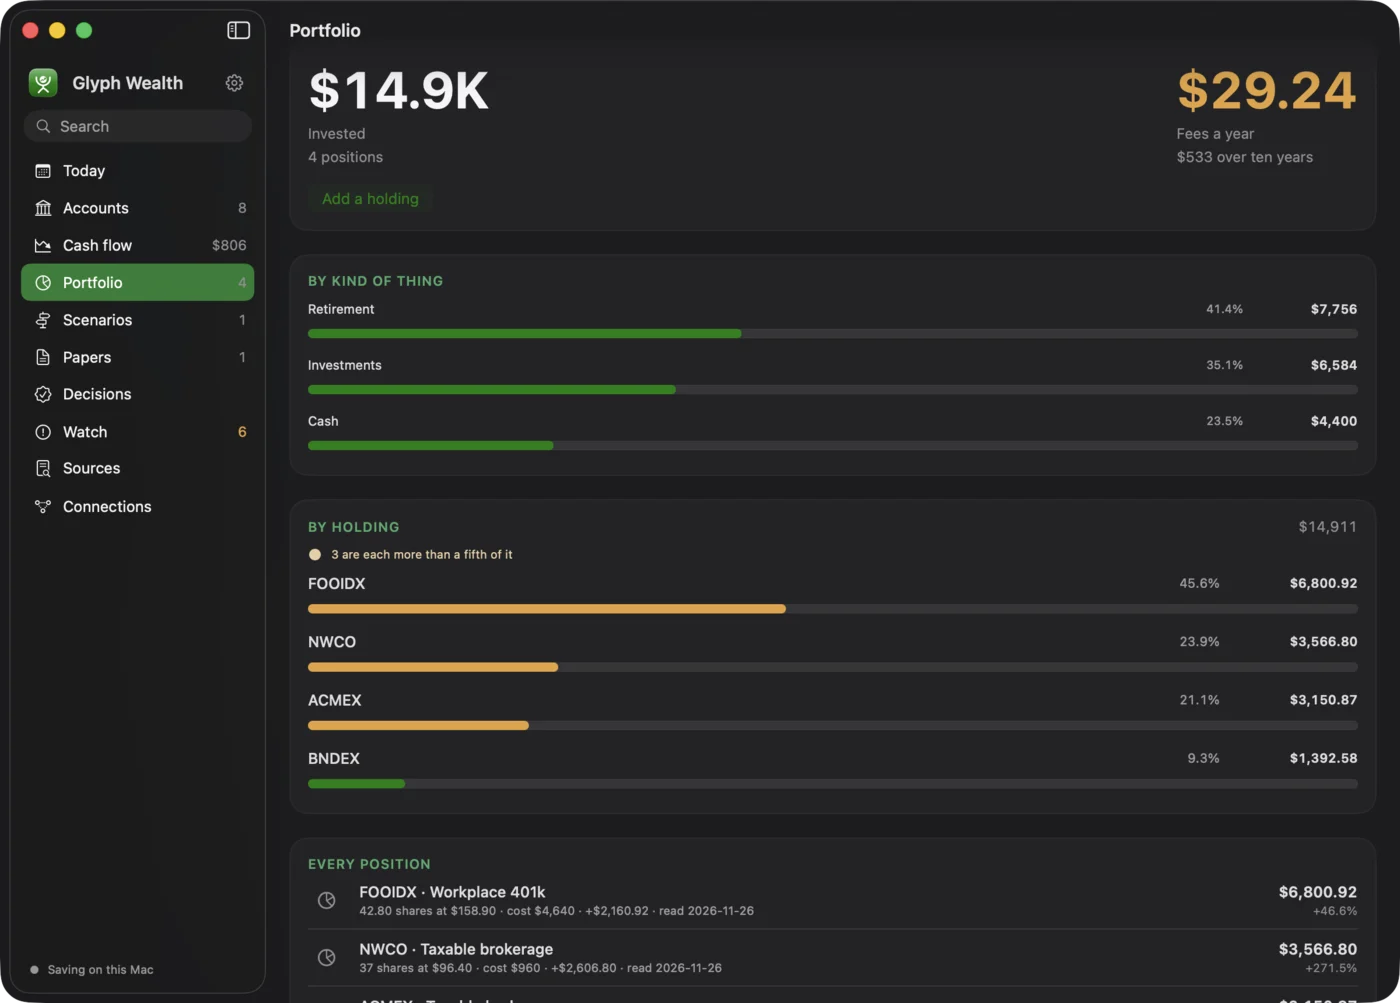 Portfolio
Glyph Wealth
Search
Today
Accounts 8
Cash flow $806
Portfolio 4
Scenarios 1
Papers 1
Decisions
Watch 6
Sources
Connections
Saving on this Mac
$14.9K
Invested
4 positions
Add a holding
$29.24
Fees a year
$533 over ten years
BY KIND OF THING
Retirement 41.4% $7,756
Investments 35.1% $6,584
Cash 23.5% $4,400
BY HOLDING $14,911
3 are each more than a fifth of it
FOOIDX 45.6% $6,800.92
NWCO 23.9% $3,566.80
ACMEX 21.1% $3,150.87
BNDEX 9.3% $1,392.58
EVERY POSITION
FOOIDX · Workplace 401k $6,800.92
42.80 shares at $158.90 · cost $4,640 · +$2,160.92 · read 2026-11-26 +46.6%
NWCO · Taxable brokerage $3,566.80
37 shares at $96.40 · cost $960 · +$2,606.80 · read 2026-11-26 +271.5%